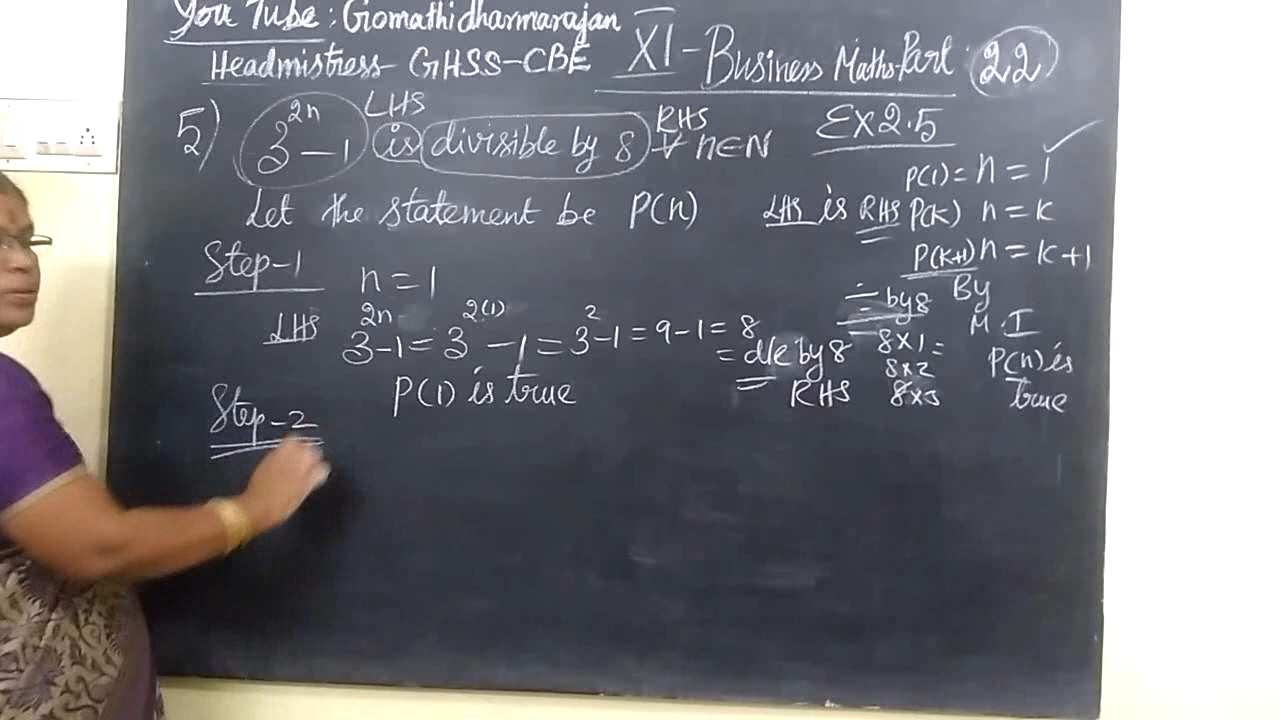 You Tube : Gomathidharmarajan
Headmistress GHSS-CBE
XI - Business Maths-Part : 22
Ex 2.5
LHS RHS
5) 3^2n - 1 is divisible by 8 ∀ n∈N
Let the statement be P(n)
LHS is RHS
P(1) = n = 1 ✓
P(k) n = k
P(k+1) n = k+1
By
M.I
P(n) is
true
Step-1
n = 1
LHS 3^2n - 1 = 3^2(1) - 1 = 3^2 - 1 = 9 - 1 = 8
= d/e by 8
RHS
P(1) is true
÷ by 8
8×1 =
8×2
8×3
Step-2